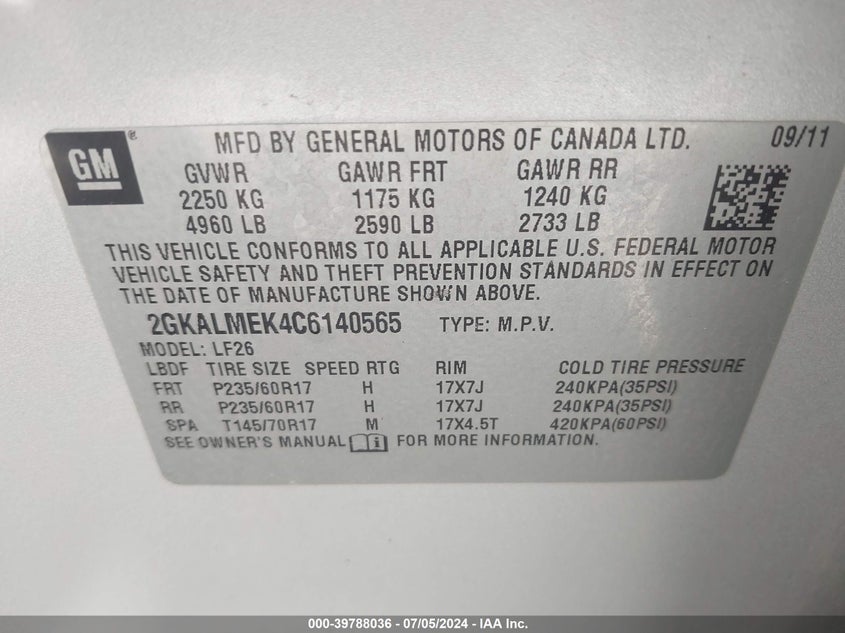 GM ® MFD BY GENERAL MOTORS OF CANADA LTD. 09/11
GVWR GAWR FRT GAWR RR
2250 KG 1175 KG 1240 KG
4960 LB 2590 LB 2733 LB
THIS VEHICLE CONFORMS TO ALL APPLICABLE U.S. FEDERAL MOTOR
VEHICLE SAFETY AND THEFT PREVENTION STANDARDS IN EFFECT ON
THE DATE OF MANUFACTURE SHOWN ABOVE.
2GKALMEK4C6140565 TYPE: M.P.V.
MODEL: LF26
LBDF TIRE SIZE SPEED RTG RIM COLD TIRE PRESSURE
FRT P235/60R17 H 17X7J 240KPA(35PSI)
RR P235/60R17 H 17X7J 240KPA(35PSI)
SPA T145/70R17 M 17X4.5T 420KPA(60PSI)
SEE OWNER'S MANUAL FOR MORE INFORMATION.
000-39788036 - 07/05/2024 - IAA Inc.